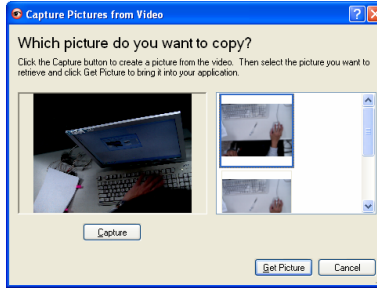 Capture Pictures from Video
Which picture do you want to copy?
Click the Capture button to create a picture from the video. Then select the picture you want to
retrieve and click Get Picture to bring it into your application.
Capture
Get Picture
Cancel